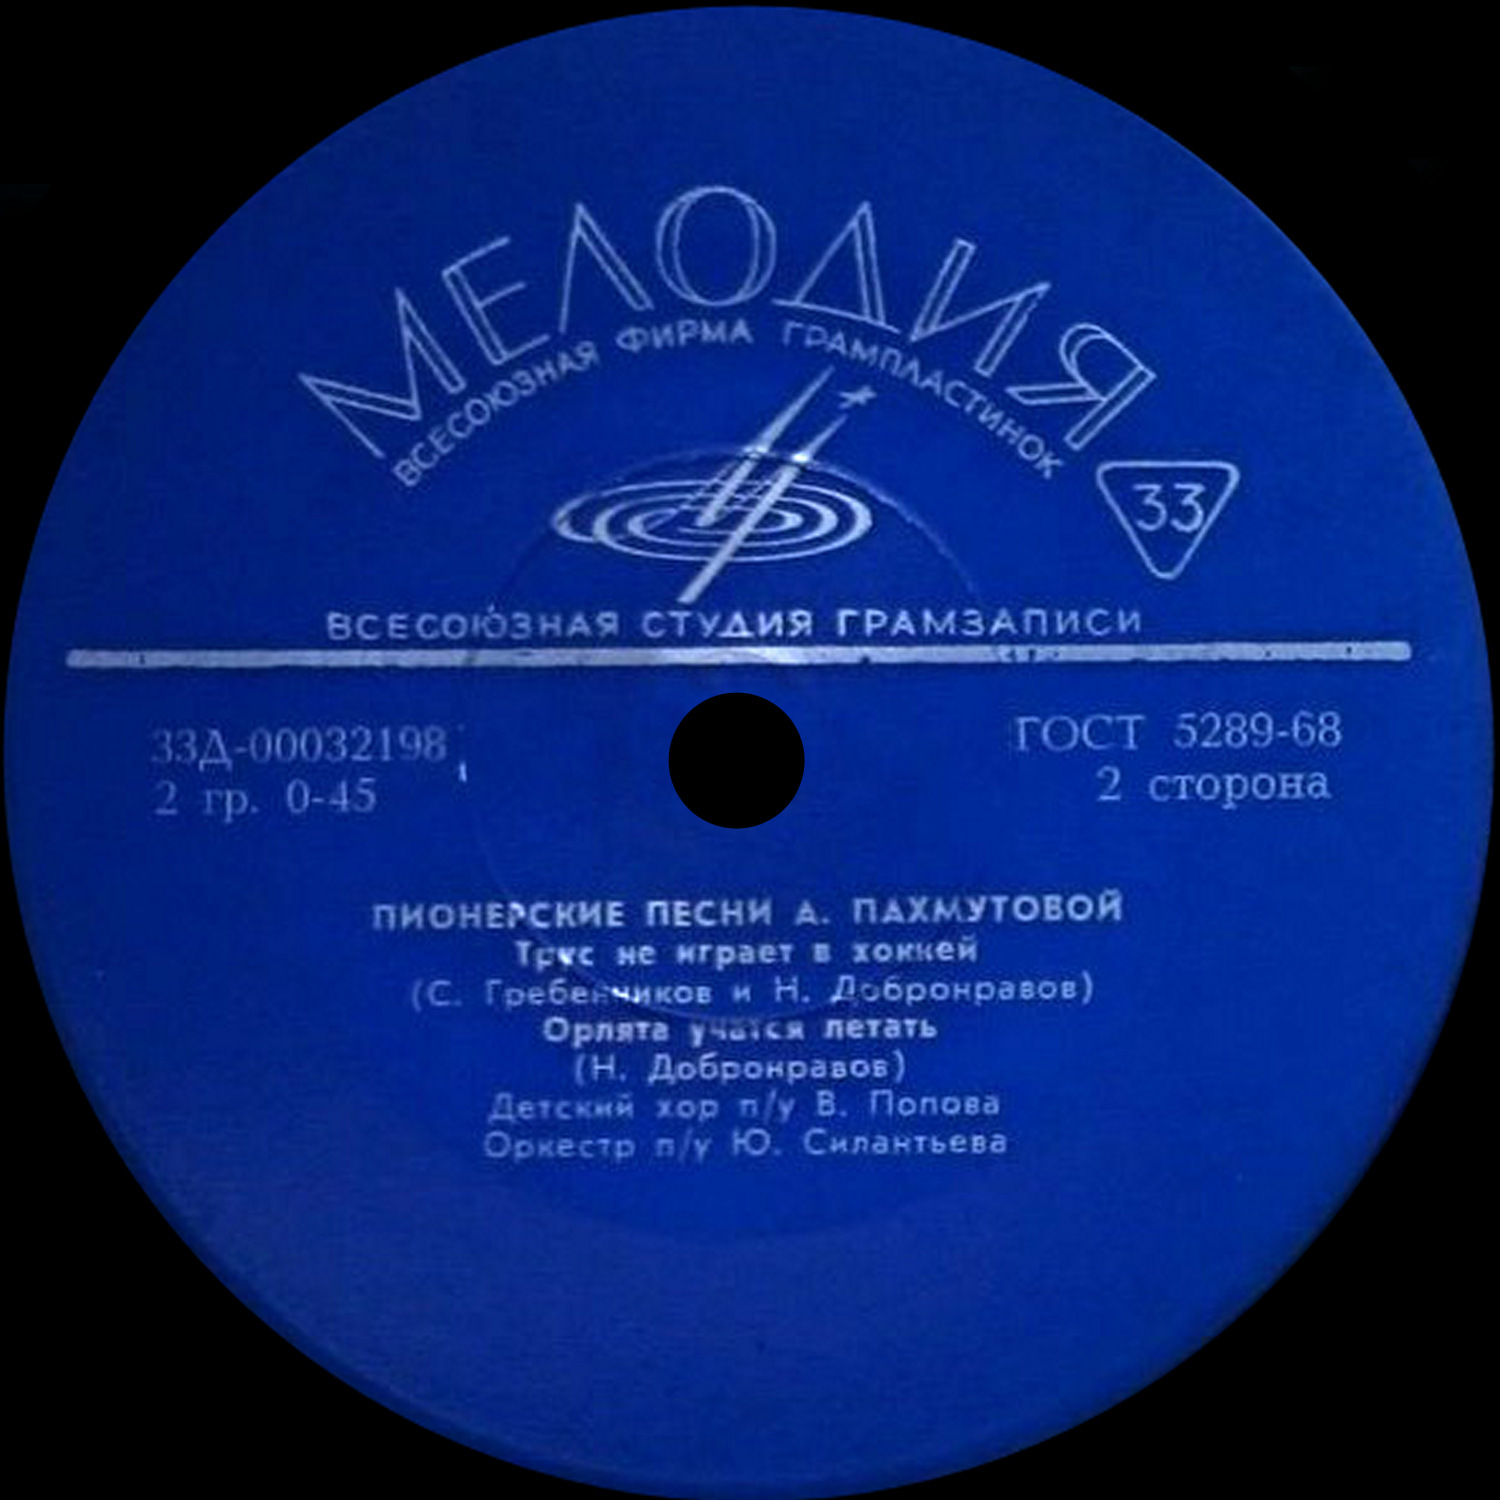 МЕЛОДИЯ
ВСЕСОЮЗНАЯ ФИРМА ГРАМПЛАСТИНОК
33
ВСЕСОЮЗНАЯ СТУДИЯ ГРАМЗАПИСИ
33Д-00032198
ГОСТ 5289-68
2 гр. 0-45
2 сторона
ПИОНЕРСКИЕ ПЕСНИ А. ПАХМУТОВОЙ
Трус не играет в хоккей
(С. Гребенников и Н. Добронравов)
Орлята учатся летать
(Н. Добронравов)
Детский хор п/у В. Попова
Оркестр п/у Ю. Силантьева